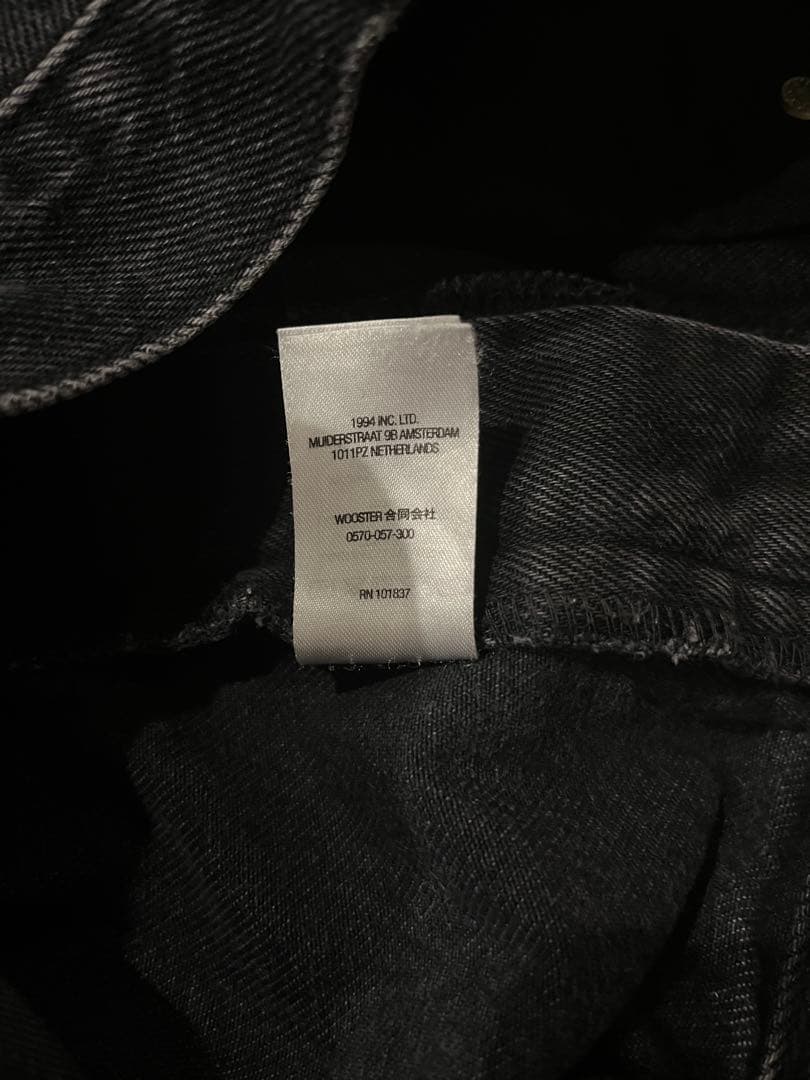 1994 INC. LTD.
MUIDERSTRAAT 9B AMSTERDAM
1011PZ NETHERLANDS
WOOSTER 合同会社
0570-057-300
RN 101837